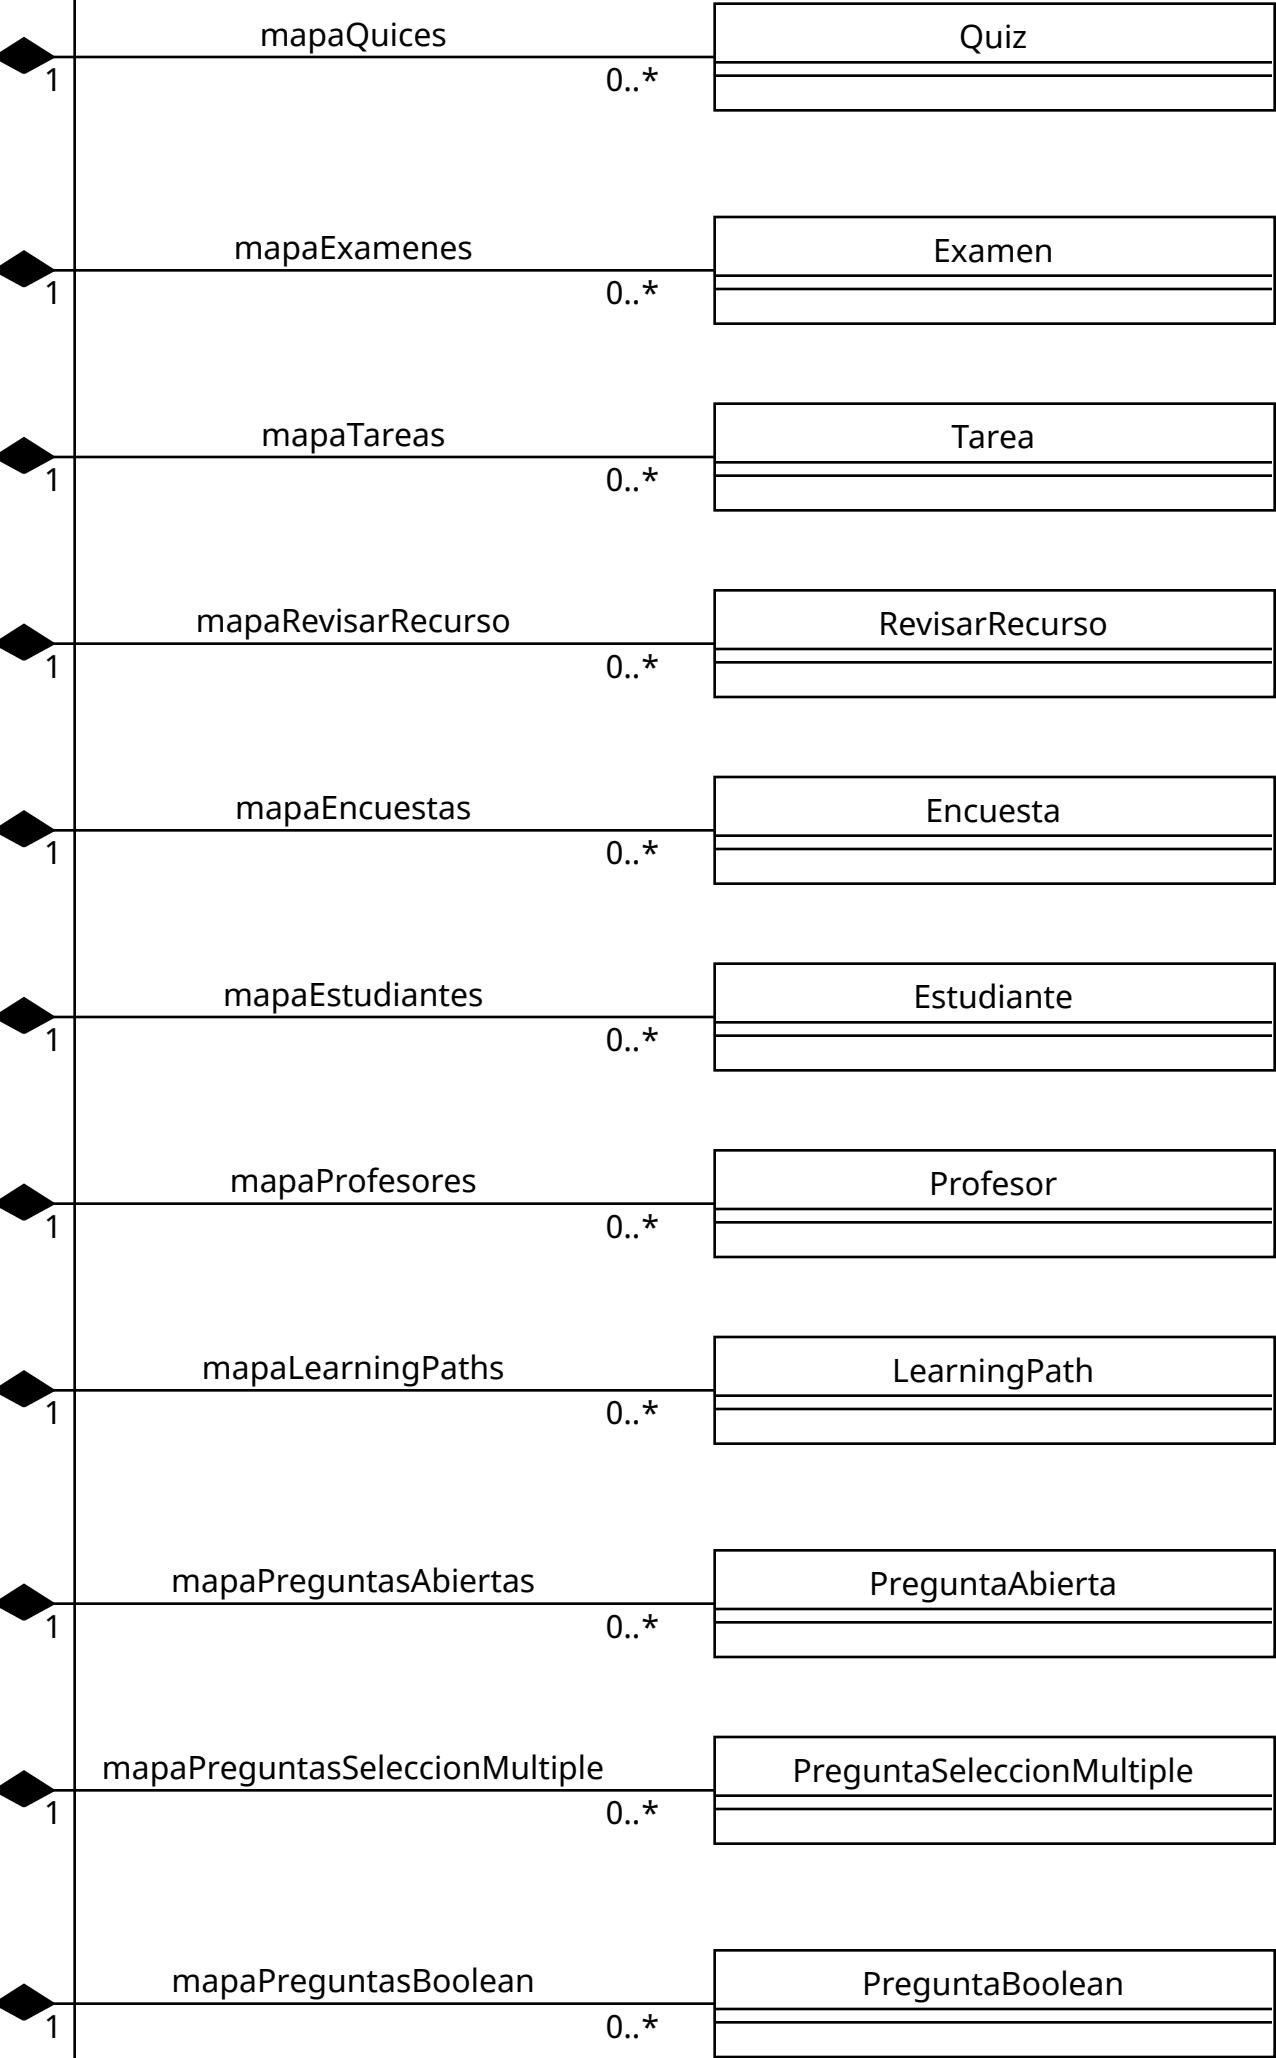 mapaQuices
Quiz
1
0..*
mapaExamenes
Examen
1
0..*
mapaTareas
Tarea
1
0..*
mapaRevisarRecurso
RevisarRecurso
1
0..*
mapaEncuestas
Encuesta
1
0..*
mapaEstudiantes
Estudiante
1
0..*
mapaProfesores
Profesor
1
0..*
mapaLearningPaths
LearningPath
1
0..*
mapaPreguntasAbiertas
PreguntaAbierta
1
0..*
mapaPreguntasSeleccionMultiple
PreguntaSeleccionMultiple
1
0..*
mapaPreguntasBoolean
PreguntaBoolean
1
0..*